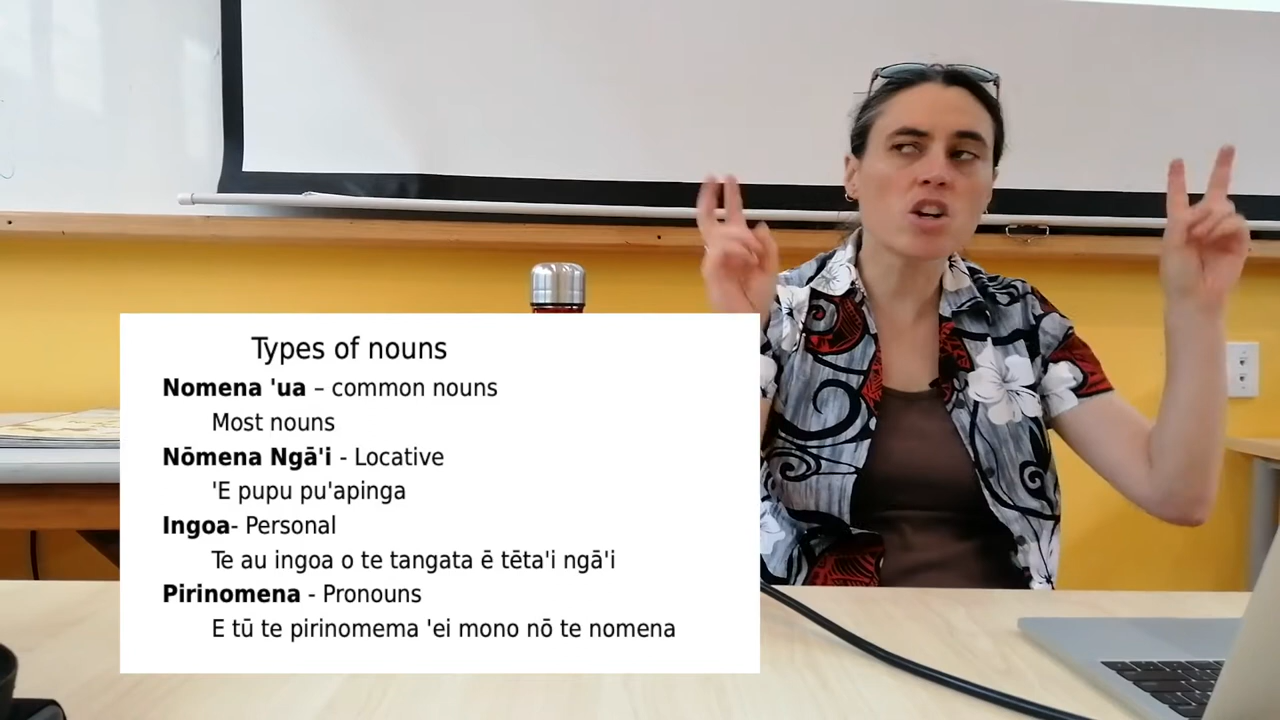 Types of nouns
Nomena 'ua – common nouns
Most nouns
Nōmena Ngā'i - Locative
'E pupu pu'apinga
Ingoa- Personal
Te au ingoa o te tangata ē tēta'i ngā'i
Pirinomena - Pronouns
E tū te pirinomema 'ei mono nō te nomena